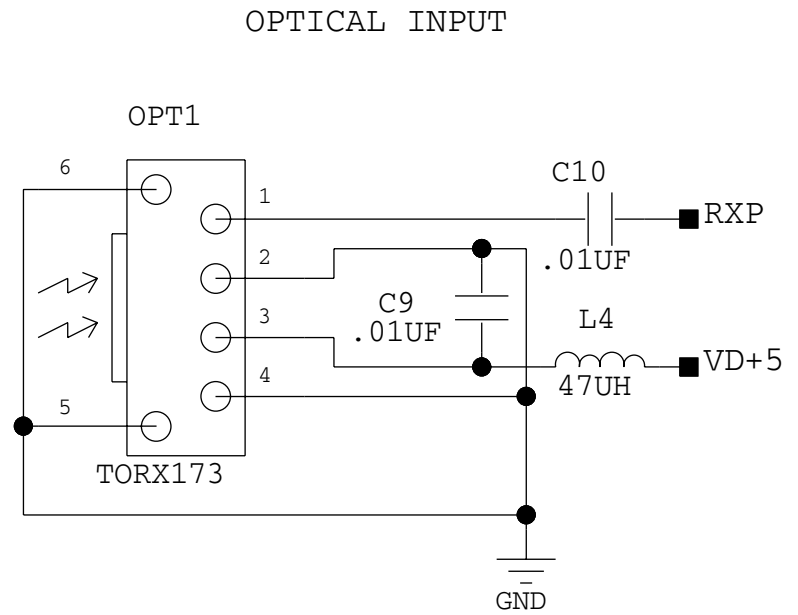 OPTICAL INPUT
OPT1
6
1
C10
RXP
2
.01UF
C9
3
.01UF
L4
VD+5
4
47UH
5
TORX173
GND